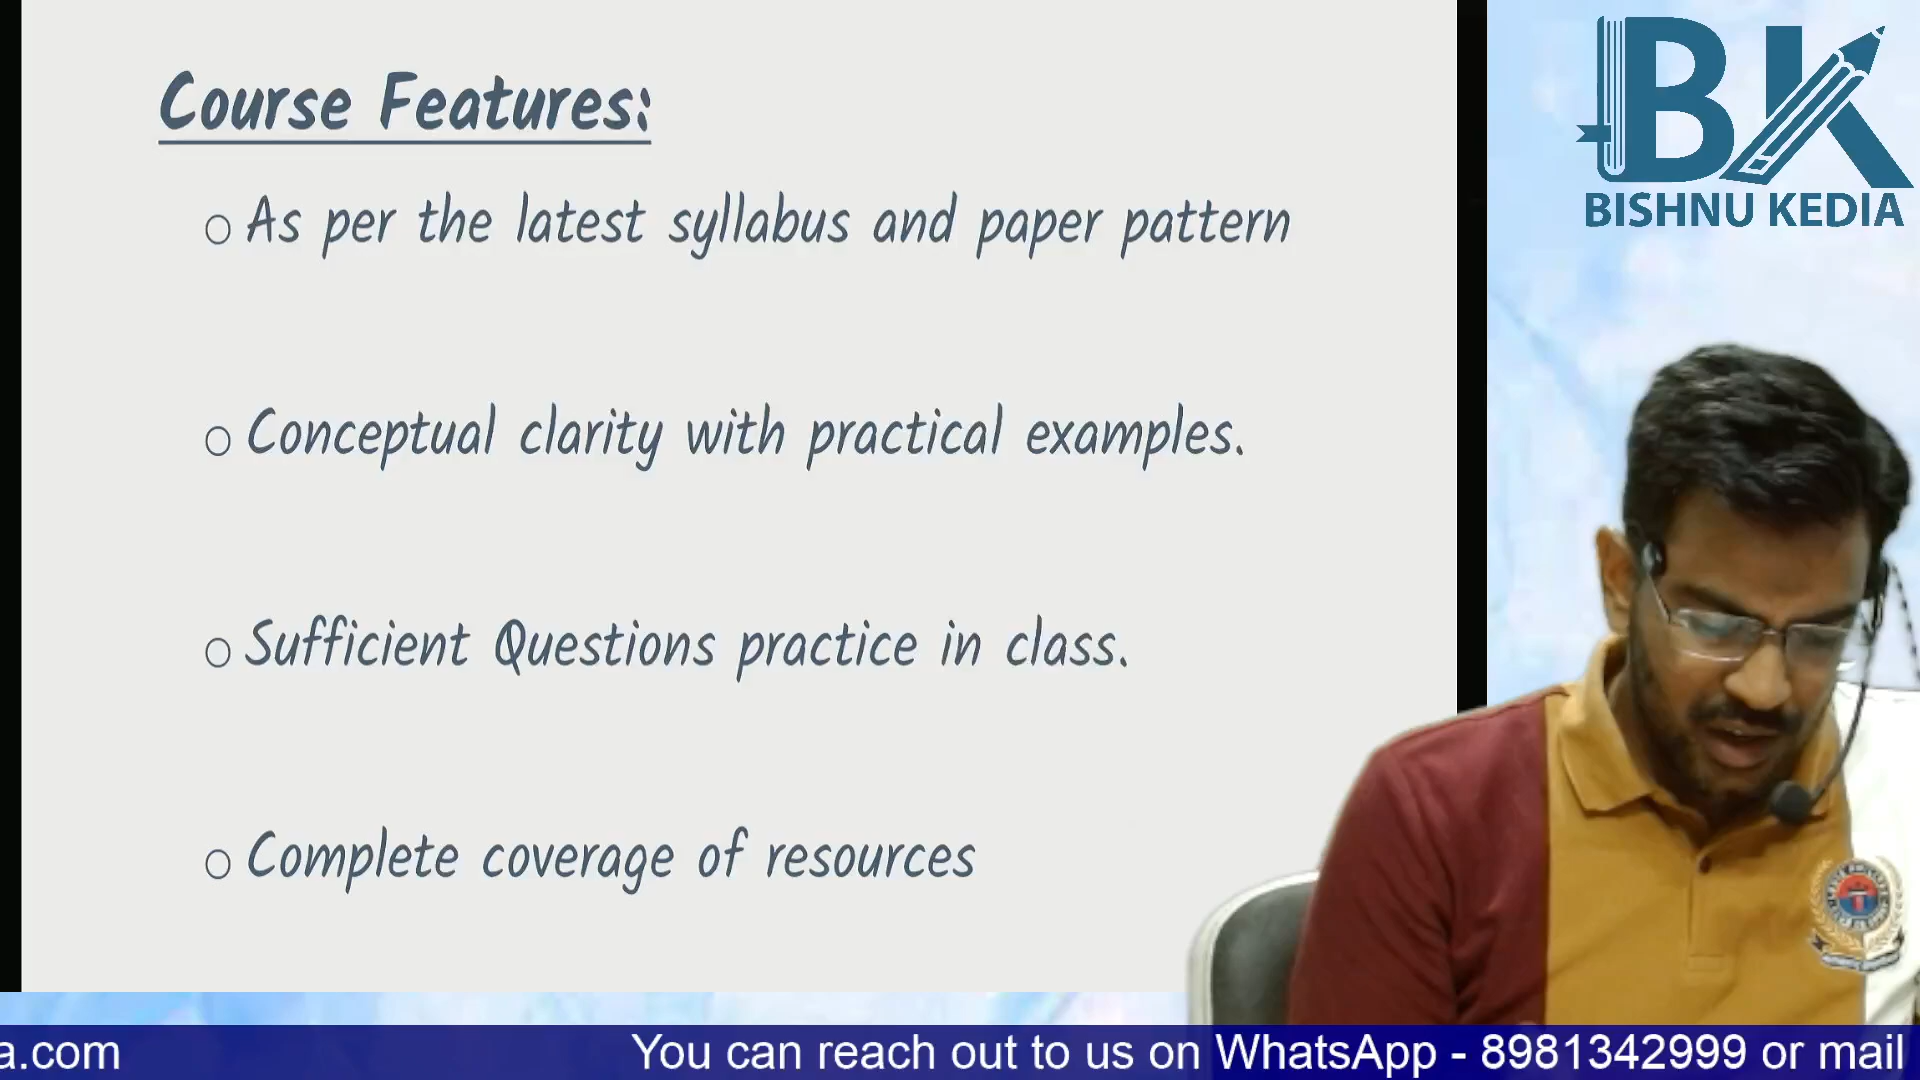 Course Features:
As per the latest syllabus and paper pattern
Conceptual clarity with practical examples.
Sufficient Questions practice in class.
Complete coverage of resources
BK
BISHNU KEDIA
a.com You can reach out to us on WhatsApp - 8981342999 or mail